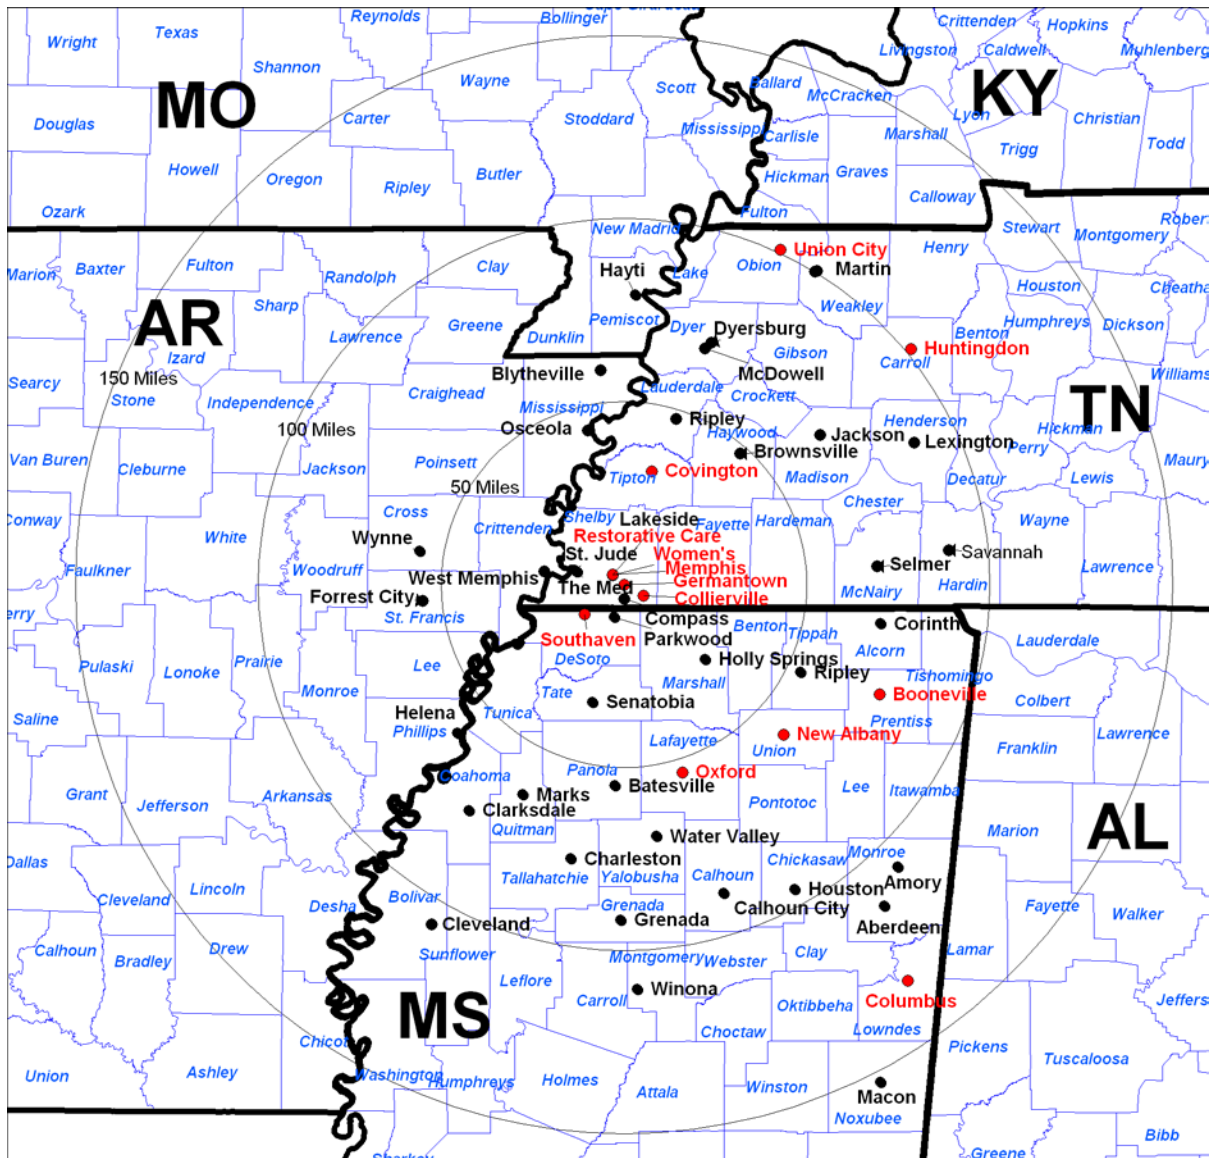 Reynolds
Bollinger
Crittenden
Hopkins
Wright
Texas
Livingston
Caldwell
Muhlenberg
Shannon
Wayne
Scott
Ballard
McCracken
KY
MO
Lyon
Douglas
Carter
Stoddard
Mississippi
Carlisle
Marshall
Christian
Todd
Trigg
Howell
Oregon
Ripley
Butler
Hickman
Graves
Calloway
Ozark
Fulton
New Madrid
Stewart
Montgomery
Rober
Marion
Baxter
Fulton
Randolph
Clay
Hayti
Lake
Union City
Obion
Martin
Henry
Houston
Cheatha
AR
Sharp
Lawrence
Greene
Dunklin
Pemiscot
Dyer
Dyersburg
Weakley
Benton
Humphreys
Dickson
Izard
Gibson
Huntingdon
Carroll
150 Miles
Searcy
Stone
Independence
Craighead
Blytheville
McDowell
Lauderdale
Crockett
Williams
TN
Mississippi
100 Miles
Osceola
Ripley
Haywood
Jackson
Henderson
Lexington
Hickman
Perry
Van Buren
Cleburne
Jackson
Poinsett
Brownsville
Maury
50 Miles
Tipton
Covington
Madison
Decatur
Lewis
Conway
White
Cross
Crittenden
Shelby
Lakeside
Fayette
Hardeman
Chester
Wayne
Wynne
Restorative Care
St. Jude
Women's
Savannah
Faulkner
Woodruff
West Memphis
Memphis
Selmer
Lawrence
The Med
Germantown
Hardin
Forrest City
Collierville
McNairy
erry
St. Francis
Compass
Southaven
Parkwood
Benton
Tippah
Corinth
Lauderdale
Pulaski
Lonoke
Prairie
Lee
DeSoto
Holly Springs
Ripley
Alcorn
Tishomingo
Monroe
Tate
Senatobia
Marshall
Booneville
Colbert
Saline
Helena
Tunica
Prentiss
Phillips
Lafayette
New Albany
Union
Franklin
Lawrence
Coahoma
Panola
Oxford
Grant
Jefferson
Arkansas
Marks
Batesville
Pontotoc
Lee
Itawamba
Clarksdale
Quitman
Water Valley
Marion
AL
Dallas
Charleston
Chickasaw
Monroe
Lincoln
Tallahatchie
Yalobusha
Calhoun
Houston
Amory
Cleveland
Desha
Bolivar
Grenada
Calhoun City
Aberdeen
Fayette
Walker
Calhoun
Drew
Cleveland
Grenada
Bradley
Sunflower
Montgomery
Webster
Clay
Lamar
Leflore
Carroll
Winona
Oktibbeha
Columbus
Jeffers
MS
Choctaw
Lowndes
Chicot
Pickens
Tuscaloosa
Union
Ashley
Washington
Humphreys
Holmes
Attala
Winston
Macon
Noxubee
Bibb
Greene